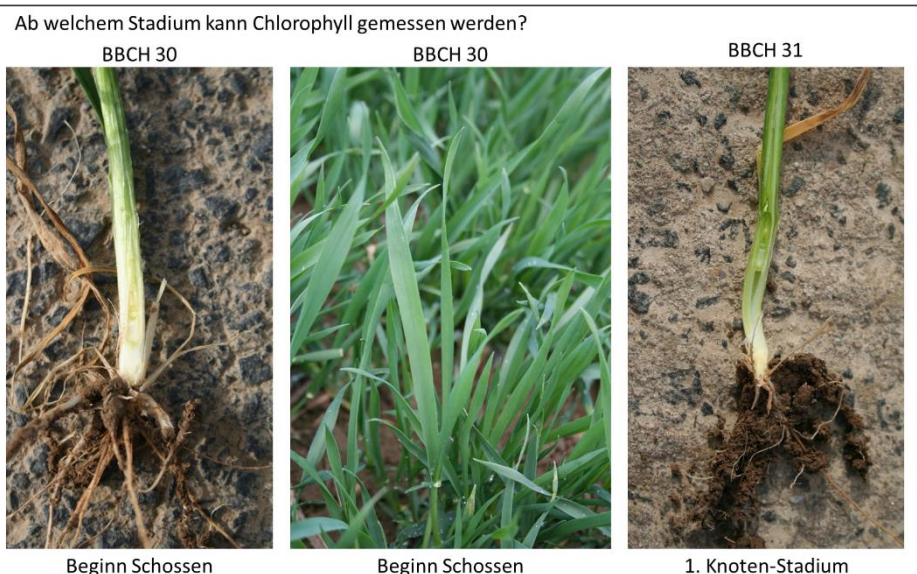 Ab welchem Stadium kann Chlorophyll gemessen werden?
BBCH 30
BBCH 30
BBCH 31
Beginn Schossen
Beginn Schossen
1. Knoten-Stadium